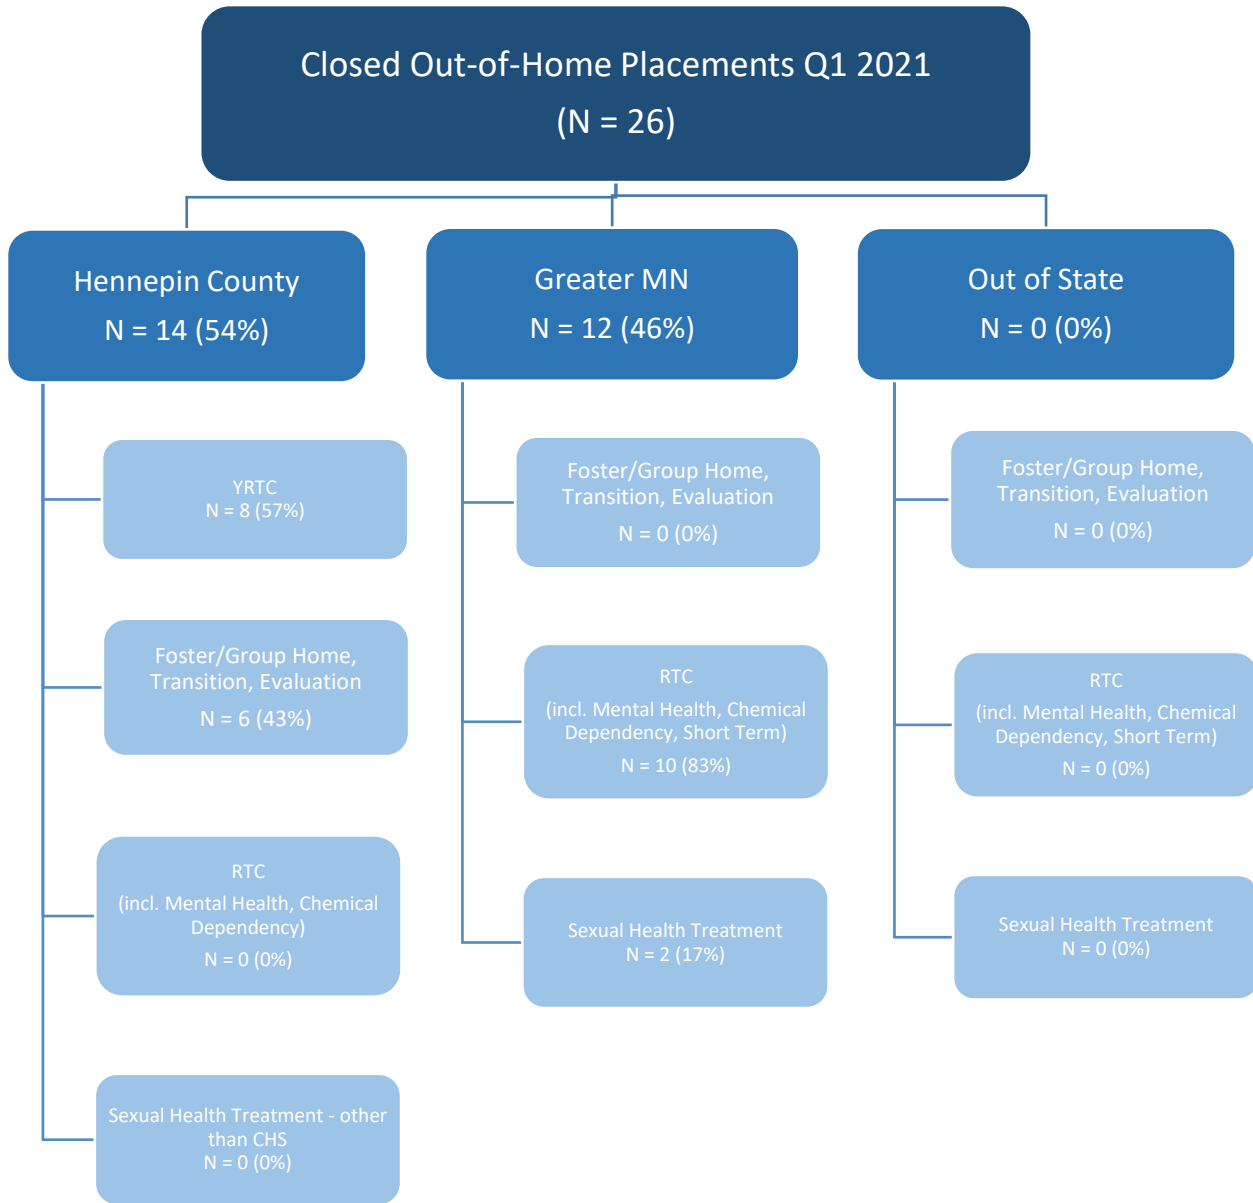 Closed Out-of-Home Placements Q1 2021
(N = 26)
Hennepin County
N = 14 (54%)
YRTC
N = 8 (57%)
Foster/Group Home,
Transition, Evaluation
N = 6 (43%)
RTC
(incl. Mental Health, Chemical
Dependency)
N = 0 (0%)
Sexual Health Treatment - other
than CHS
N = 0 (0%)
Greater MN
N = 12 (46%)
Foster/Group Home,
Transition, Evaluation
N = 0 (0%)
RTC
(incl. Mental Health, Chemical
Dependency, Short Term)
N = 10 (83%)
Sexual Health Treatment
N = 2 (17%)
Out of State
N = 0 (0%)
Foster/Group Home,
Transition, Evaluation
N = 0 (0%)
RTC
(incl. Mental Health, Chemical
Dependency, Short Term)
N = 0 (0%)
Sexual Health Treatment
N = 0 (0%)